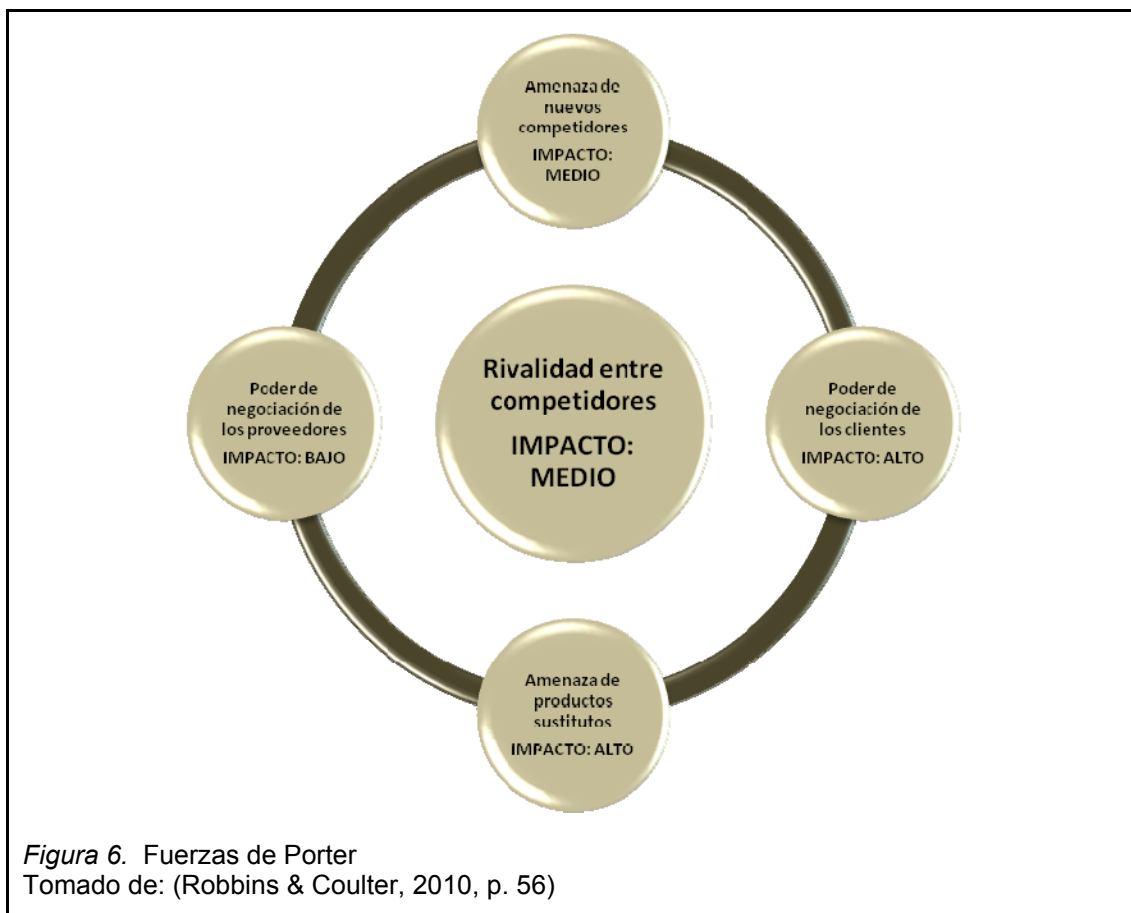 Amenaza de
nuevos
competidores
IMPACTO:
MEDIO
Poder de
negociación de
los proveedores
IMPACTO: BAJO
Rivalidad entre
competidores
IMPACTO:
MEDIO
Poder de
negociación de
los clientes
IMPACTO: ALTO
Amenaza de
productos
sustitutos
IMPACTO: ALTO
Figura 6. Fuerzas de Porter
Tomado de: (Robbins & Coulter, 2010, p. 56)